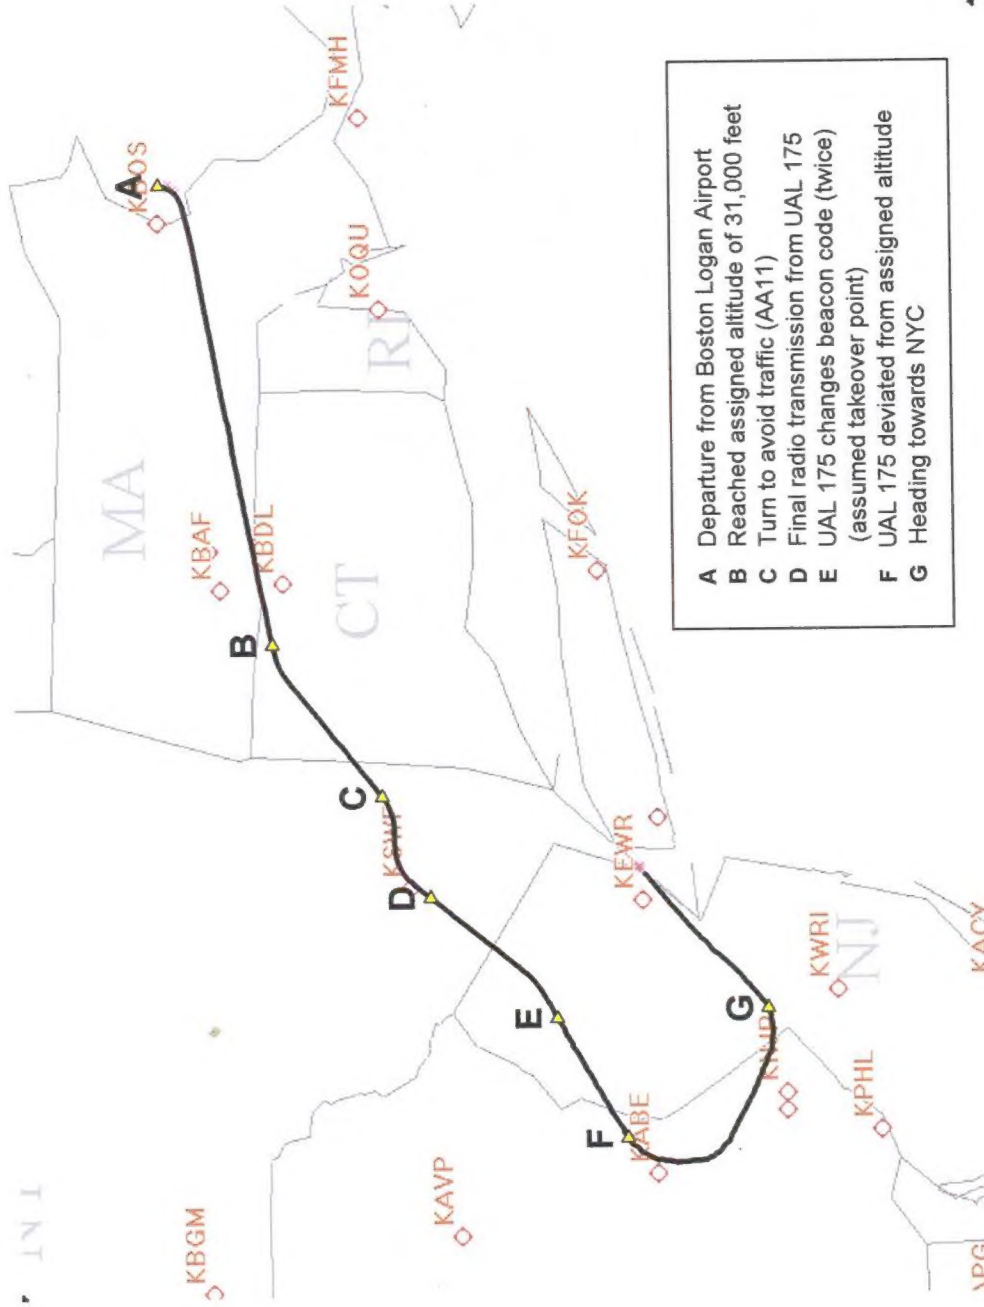 KBOS
A
KFMH
MA
KBAF
KBDL
KOQU
RI
B
CT
KFOK
C
KSWF
D
KEWR
E
G
KWRI
NJ
F
KABE
KPHL
KAVP
KBGM
A Departure from Boston Logan Airport
B Reached assigned altitude of 31,000 feet
C Turn to avoid traffic (AA11)
D Final radio transmission from UAL 175
E UAL 175 changes beacon code (twice)
(assumed takeover point)
F UAL 175 deviated from assigned altitude
G Heading towards NYC